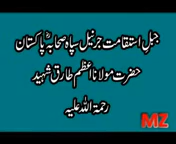 جبلِ استقامت جرنیل سپاہ صحابہؓ پاکستان
حضرت مولانا اعظم طارق شہید
رحمۃ اللہ علیہ
MZ